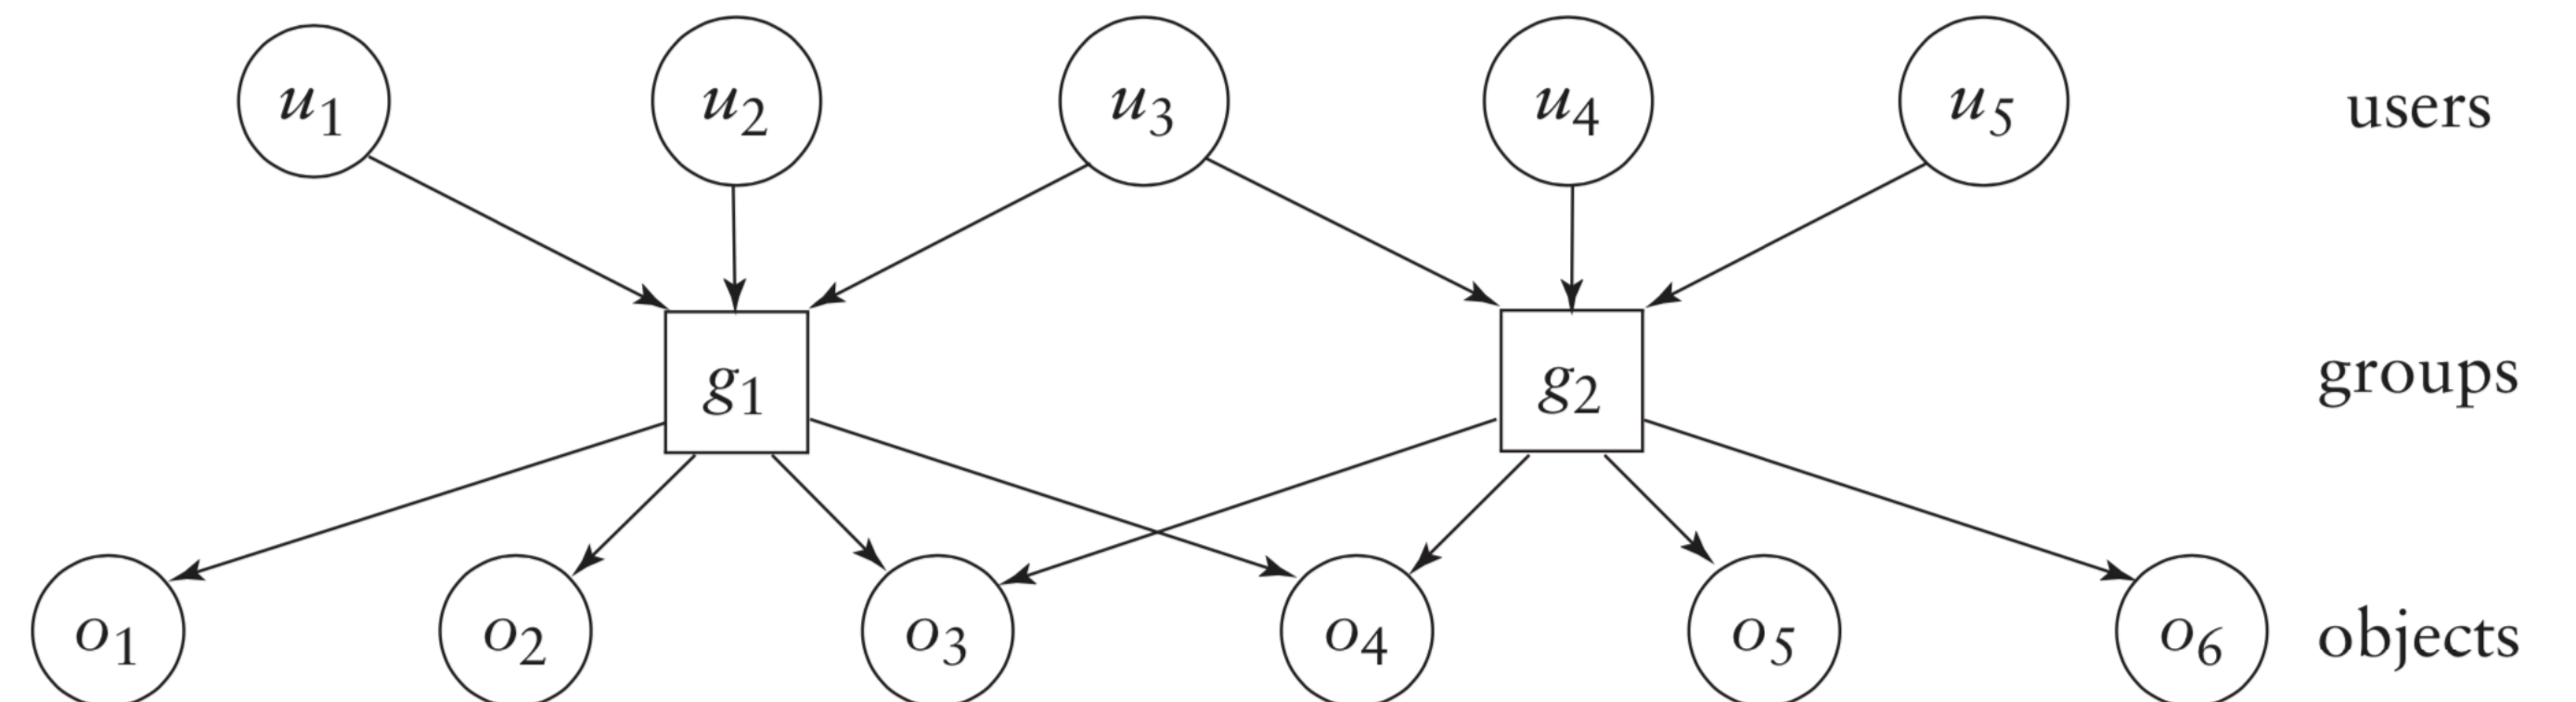 u1 u2 u3 u4 u5 users
g1 g2 groups
o1 o2 o3 o4 o5 o6 objects